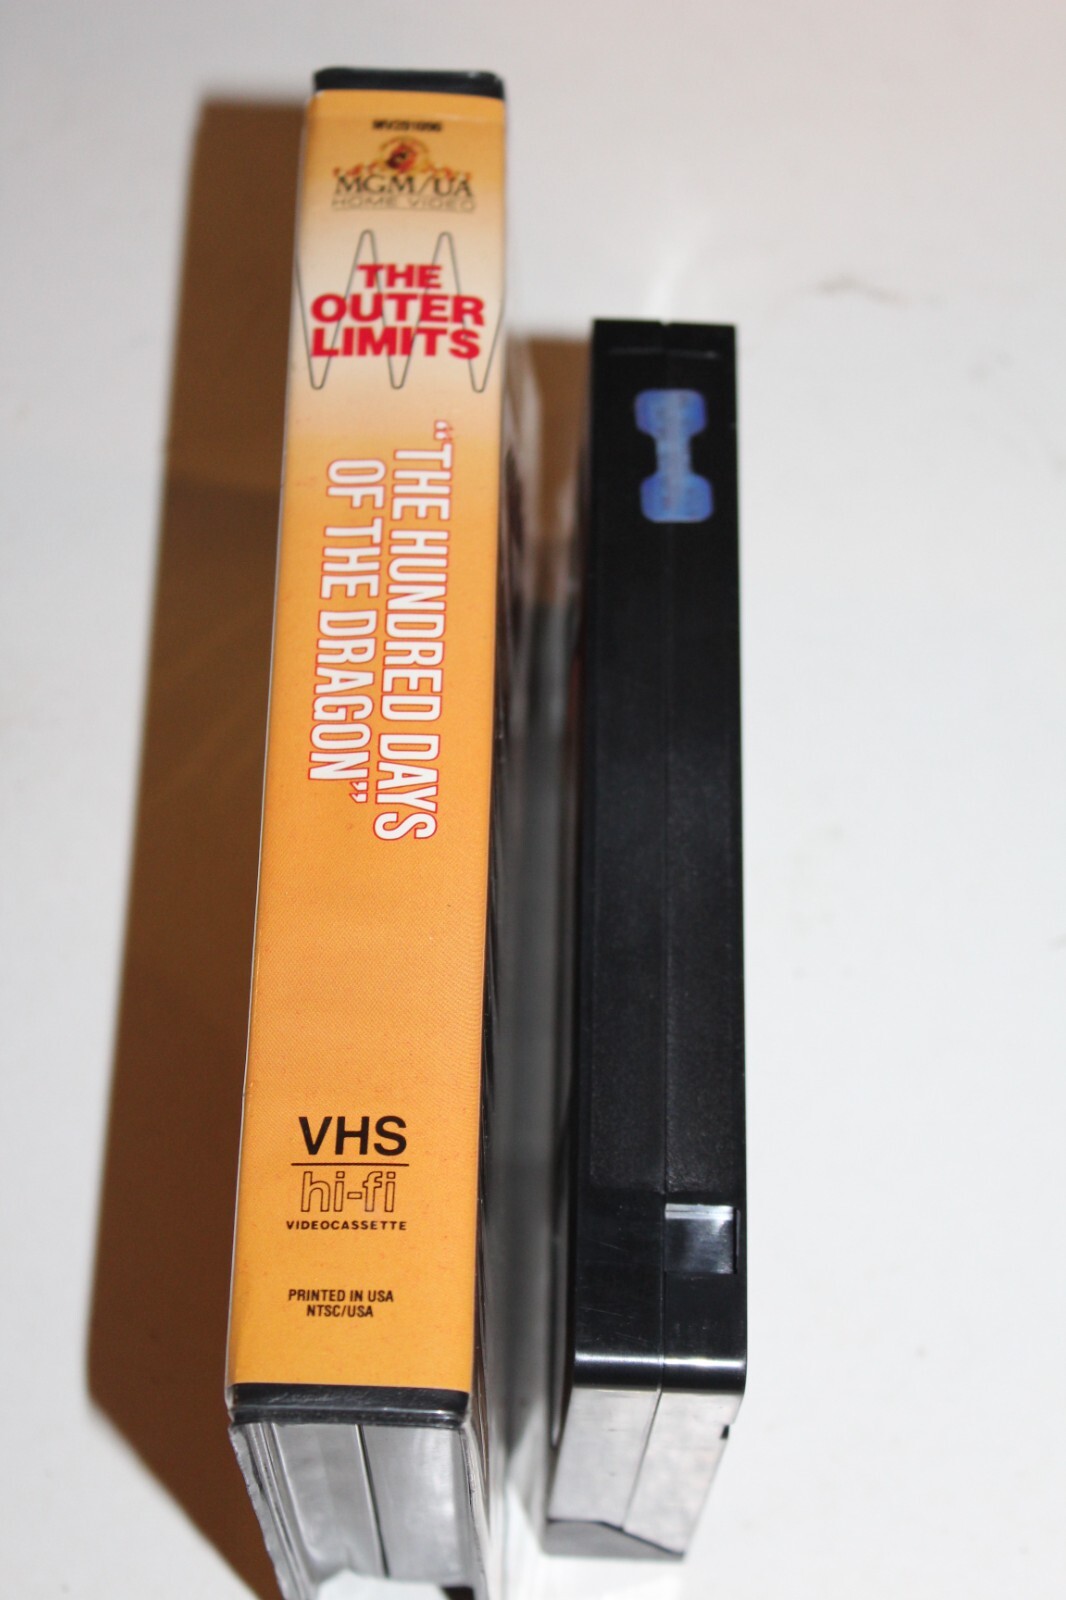 MGM/UA
HOME VIDEO
THE
OUTER
LIMITS
"THE HUNDRED DAYS
OF THE DRAGON"
VHS
hi-fi
VIDEOCASSETTE
PRINTED IN USA
NTSC/USA